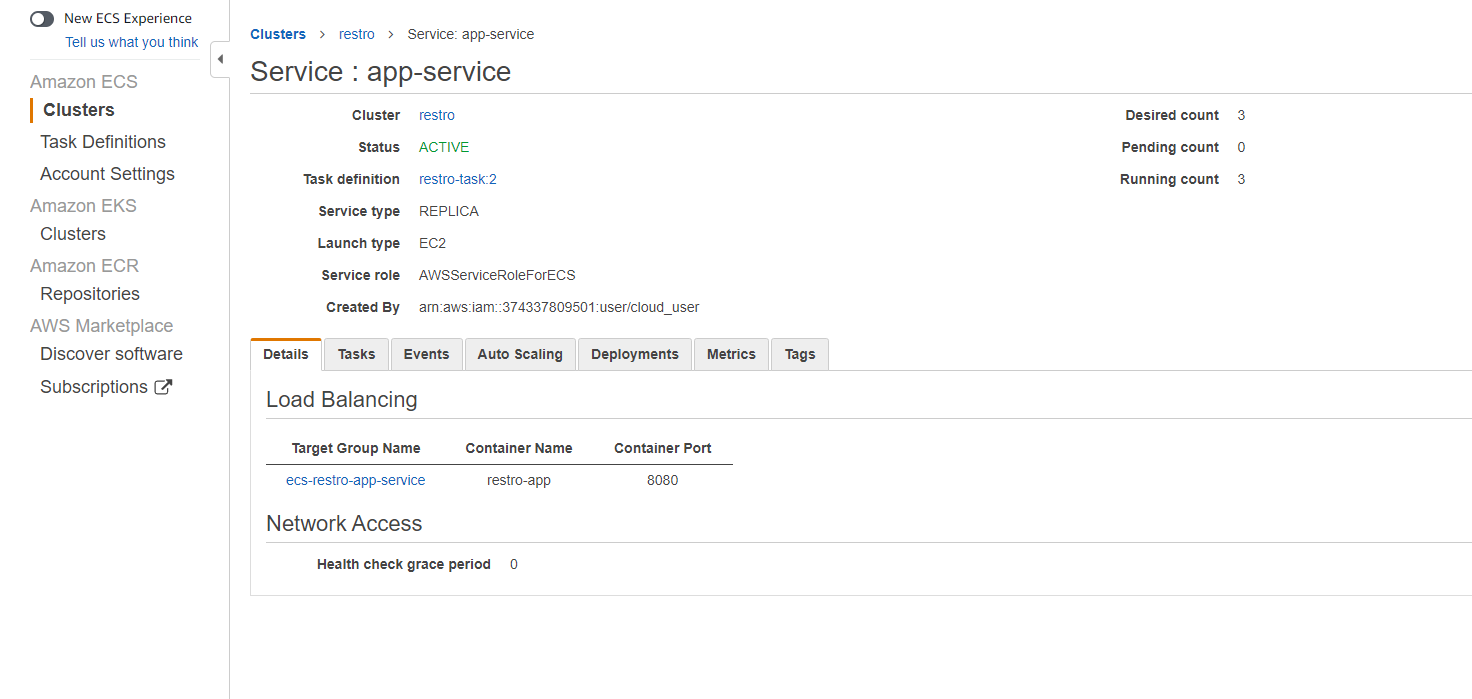 New ECS Experience
Tell us what you think
Amazon ECS
Clusters
Task Definitions
Account Settings
Amazon EKS
Clusters
Amazon ECR
Repositories
AWS Marketplace
Discover software
Subscriptions
Clusters > restro > Service: app-service
Service : app-service
Cluster restro
Status ACTIVE
Task definition restro-task:2
Service type REPLICA
Launch type EC2
Service role AWSServiceRoleForECS
Created By arn:aws:iam::374337809501:user/cloud_user
Desired count 3
Pending count 0
Running count 3
Details Tasks Events Auto Scaling Deployments Metrics Tags
Load Balancing
Target Group Name Container Name Container Port
ecs-restro-app-service restro-app 8080
Network Access
Health check grace period 0